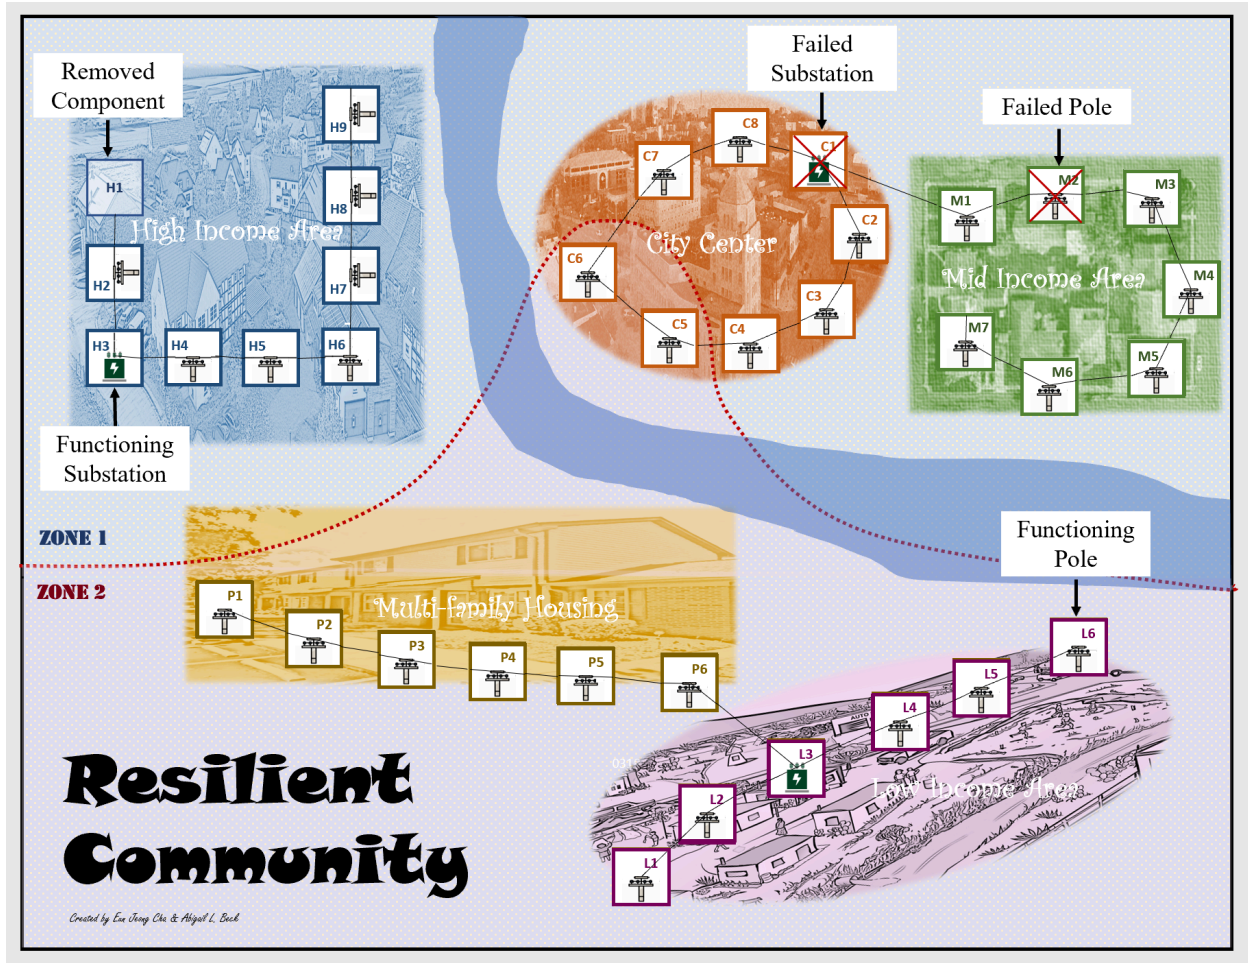 Removed
Component
Failed
Substation
Failed Pole
H9
C8
C7
C1
H1
M1
M2
M3
H8
High Income Area
City Center
C2
C6
Mid Income Area
M4
H2
H7
C3
C5
C4
M7
M5
M6
H3
H4
H5
H6
Functioning
Substation
Functioning
Pole
ZONE 1
ZONE 2
P1
Multi-family Housing
P2
P3
P4
P5
P6
L6
L5
L4
AUTO
L3
Low Income Area
L2
L1
Resilient
Community
Created by Eun Jeong Cha & Abigail L. Beck